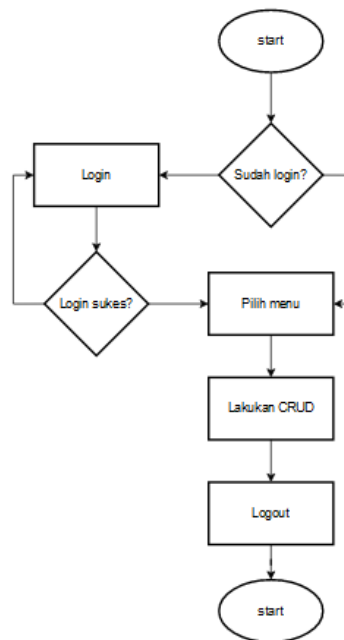 start
Sudah login?
Login
Login sukes?
Pilih menu
Lakukan CRUD
Logout
start